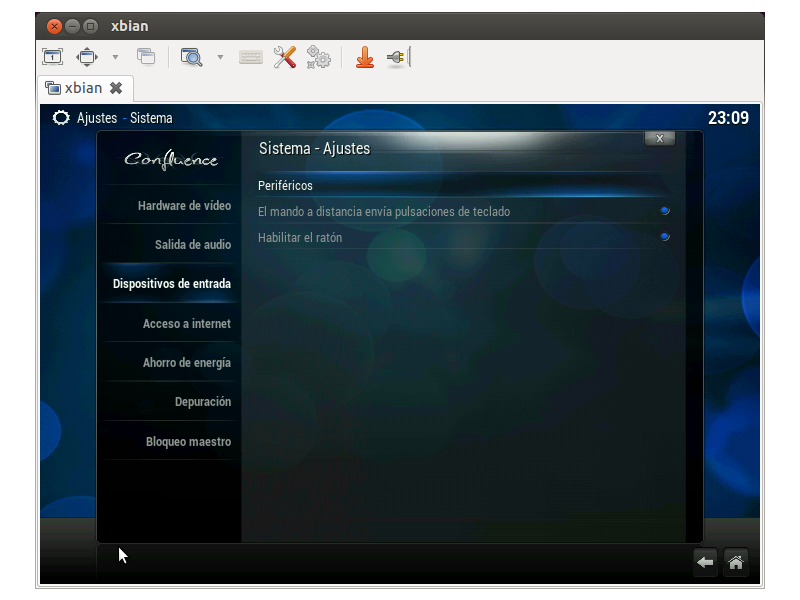 xbian
xbian
Ajustes - Sistema
23:09
Confluence
Sistema - Ajustes
x
Periféricos
El mando a distancia envía pulsaciones de teclado
Habilitar el ratón
Hardware de vídeo
Salida de audio
Dispositivos de entrada
Acceso a internet
Ahorro de energía
Depuración
Bloqueo maestro